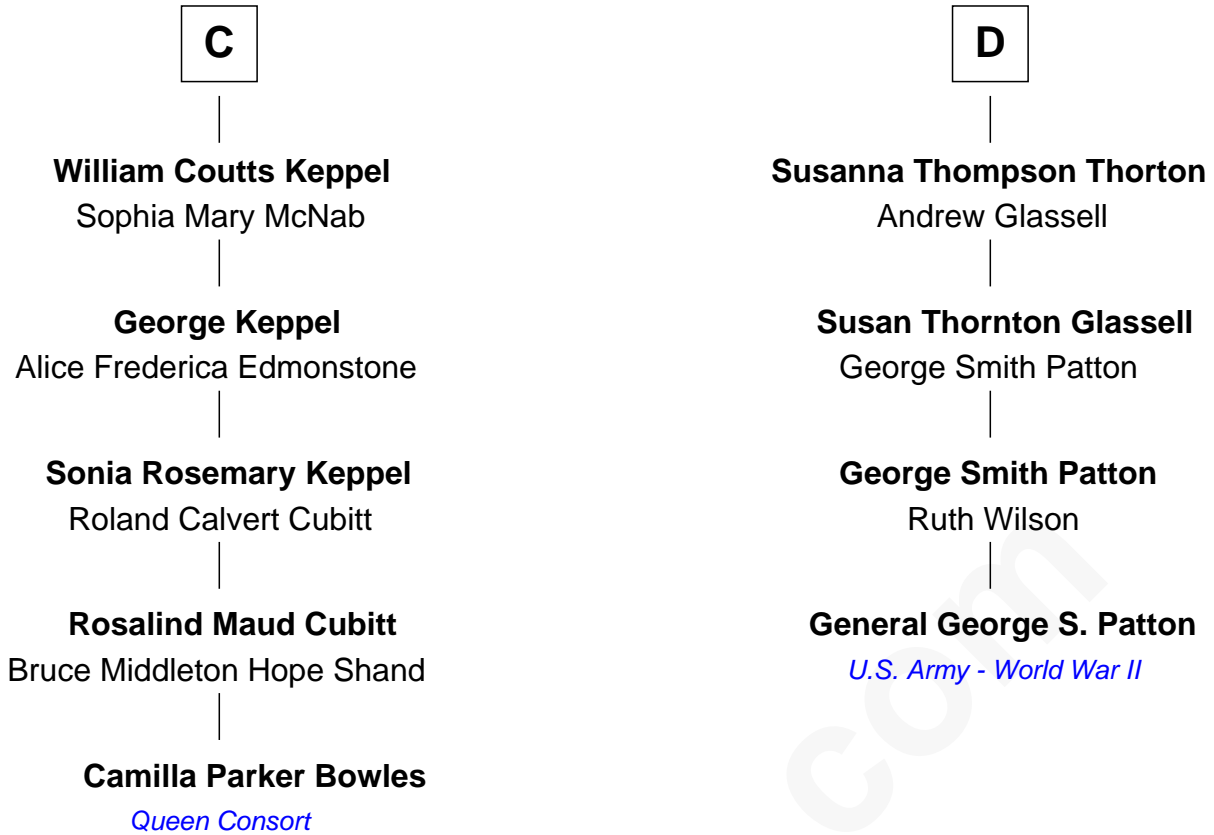 C
William Coutts Keppel
Sophia Mary McNab
George Keppel
Alice Frederica Edmonstone
Sonia Rosemary Keppel
Roland Calvert Cubitt
Rosalind Maud Cubitt
Bruce Middleton Hope Shand
Camilla Parker Bowles
Queen Consort
D
Susanna Thompson Thorton
Andrew Glassell
Susan Thornton Glassell
George Smith Patton
George Smith Patton
Ruth Wilson
General George S. Patton
U.S. Army - World War II
com